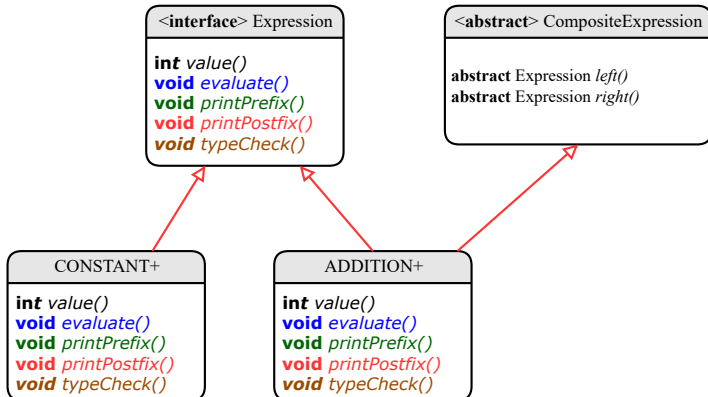 <interface> Expression
int value()
void evaluate()
void printPrefix()
void printPostfix()
void typeCheck()
<abstract> CompositeExpression
abstract Expression left()
abstract Expression right()
CONSTANT+
int value()
void evaluate()
void printPrefix()
void printPostfix()
void typeCheck()
ADDITION+
int value()
void evaluate()
void printPrefix()
void printPostfix()
void typeCheck()